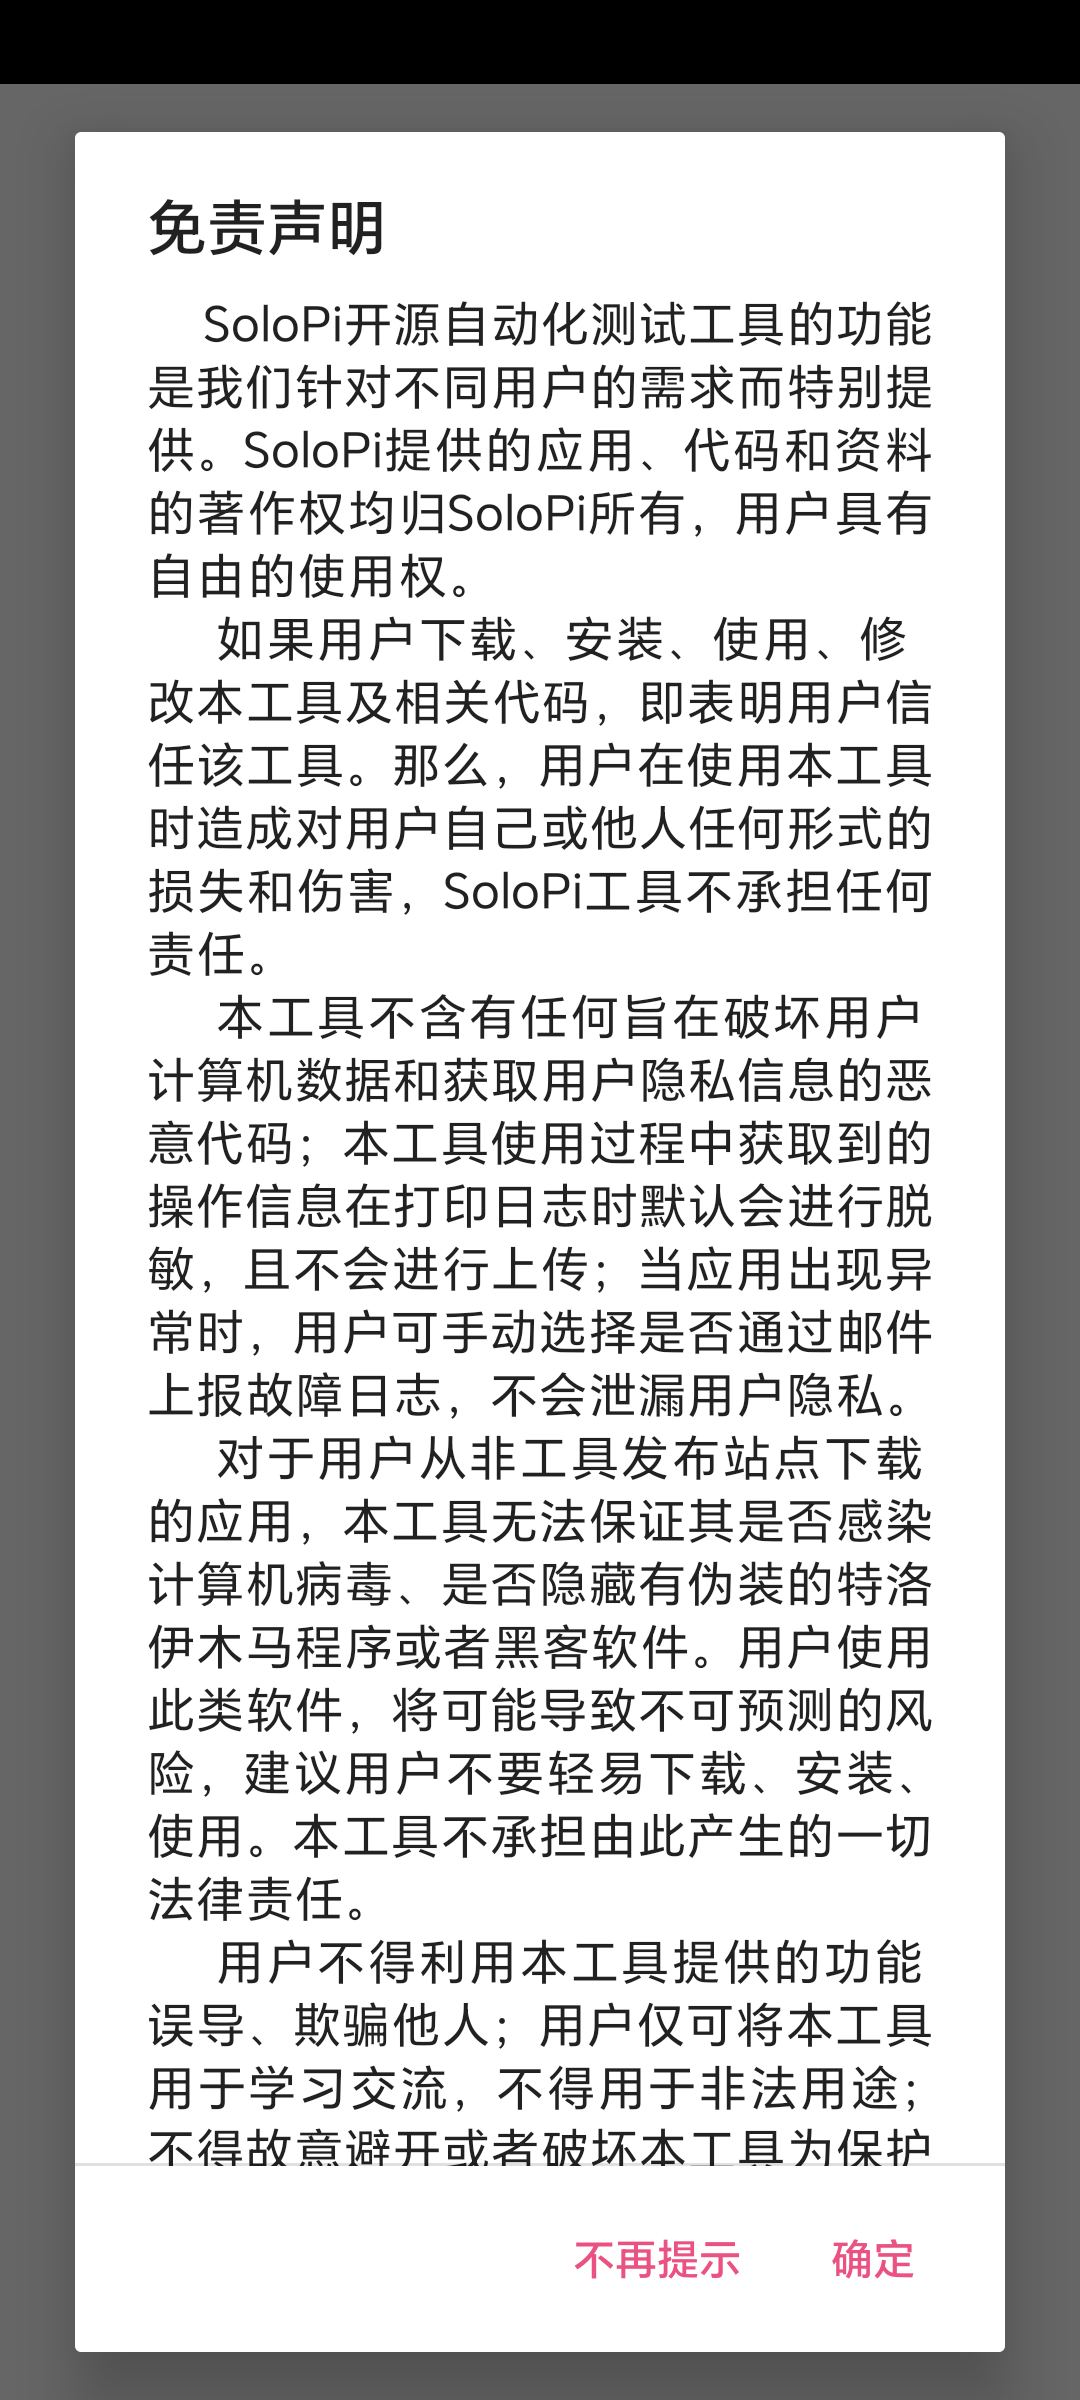 免责声明
SoloPi开源自动化测试工具的功能
是我们针对不同用户的需求而特别提
供。SoloPi提供的应用、代码和资料
的著作权均归SoloPi所有，用户具有
自由的使用权。
如果用户下载、安装、使用、修
改本工具及相关代码，即表明用户信
任该工具。那么，用户在使用本工具
时造成对用户自己或他人任何形式的
损失和伤害，SoloPi工具不承担任何
责任。
本工具不含有任何旨在破坏用户
计算机数据和获取用户隐私信息的恶
意代码；本工具使用过程中获取到的
操作信息在打印日志时默认会进行脱
敏，且不会进行上传；当应用出现异
常时，用户可手动选择是否通过邮件
上报故障日志，不会泄漏用户隐私。
对于用户从非工具发布站点下载
的应用，本工具无法保证其是否感染
计算机病毒、是否隐藏有伪装的特洛
伊木马程序或者黑客软件。用户使用
此类软件，将可能导致不可预测的风
险，建议用户不要轻易下载、安装、
使用。本工具不承担由此产生的一切
法律责任。
用户不得利用本工具提供的功能
误导、欺骗他人；用户仅可将本工具
用于学习交流，不得用于非法用途；
不得故意避开或者破坏本工具为保护
不再提示
确定